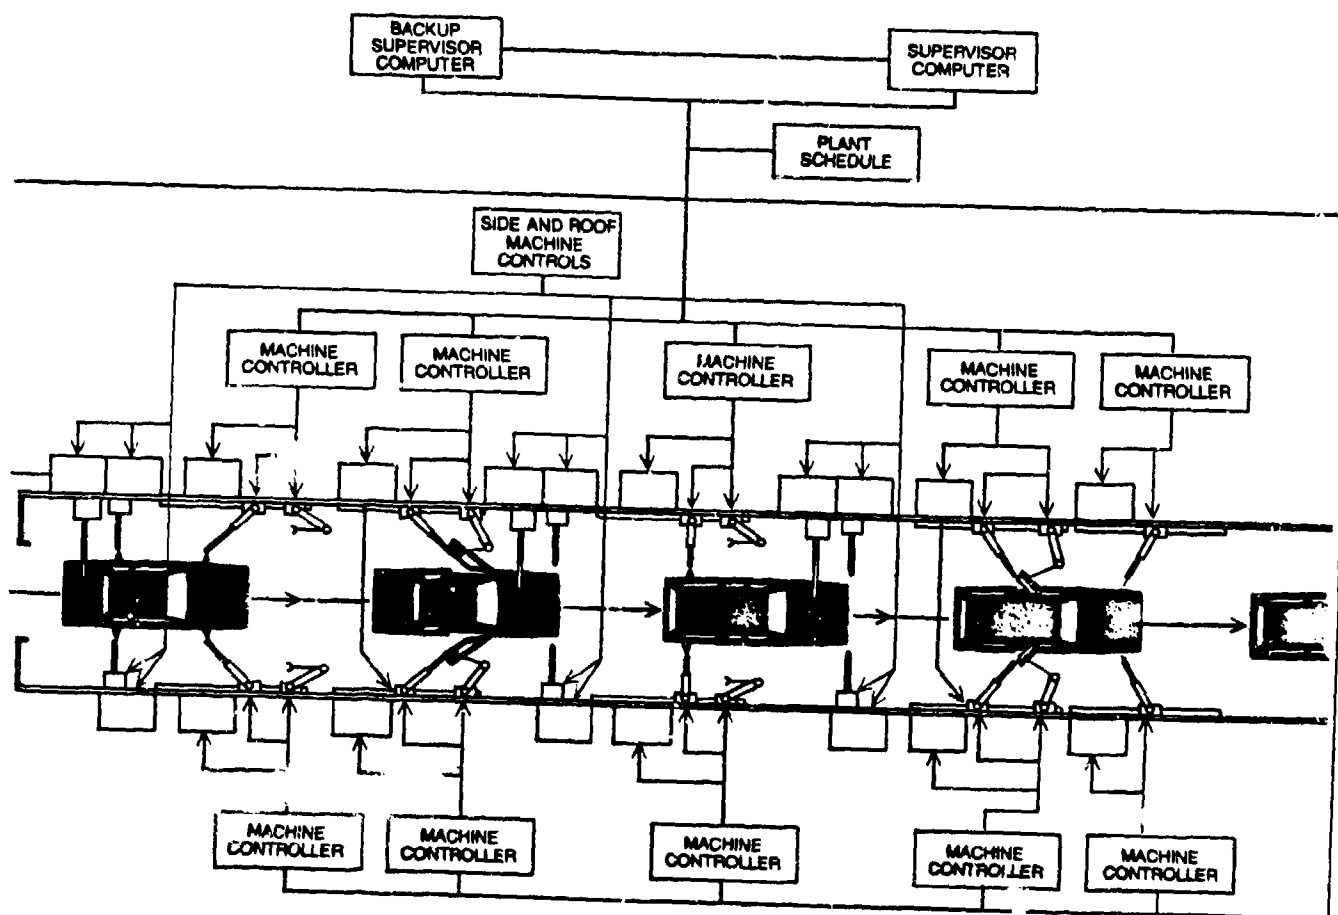 BACKUP
SUPERVISOR
COMPUTER
SUPERVISOR
COMPUTER
PLANT
SCHEDULE
SIDE AND ROOF
MACHINE
CONTROLS
MACHINE
CONTROLLER
MACHINE
CONTROLLER
MACHINE
CONTROLLER
MACHINE
CONTROLLER
MACHINE
CONTROLLER
MACHINE
CONTROLLER
MACHINE
CONTROLLER
MACHINE
CONTROLLER
MACHINE
CONTROLLER
MACHINE
CONTROLLER